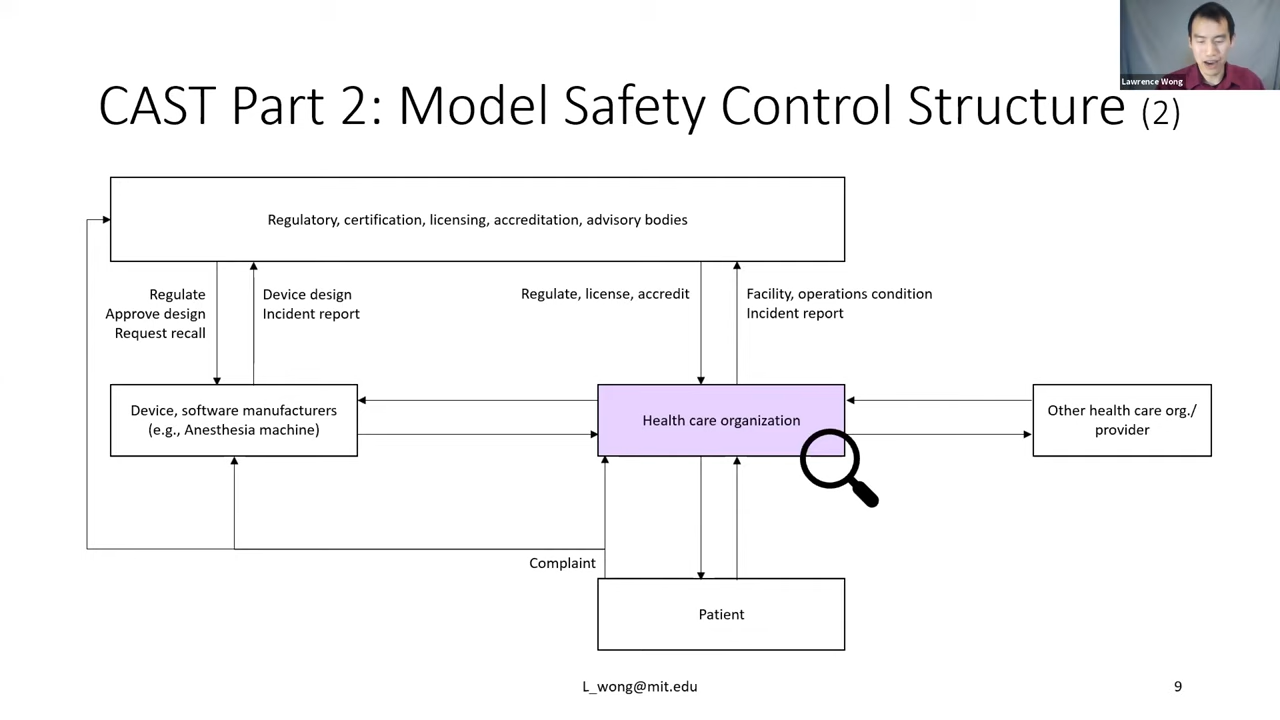 Lawrence Wong
CAST Part 2: Model Safety Control Structure (2)
Regulatory, certification, licensing, accreditation, advisory bodies
Regulate
Approve design
Request recall
Device design
Incident report
Regulate, license, accredit
Facility, operations condition
Incident report
Device, software manufacturers
(e.g., Anesthesia machine)
Health care organization
Other health care org./
provider
Complaint
Patient
L_wong@mit.edu
9